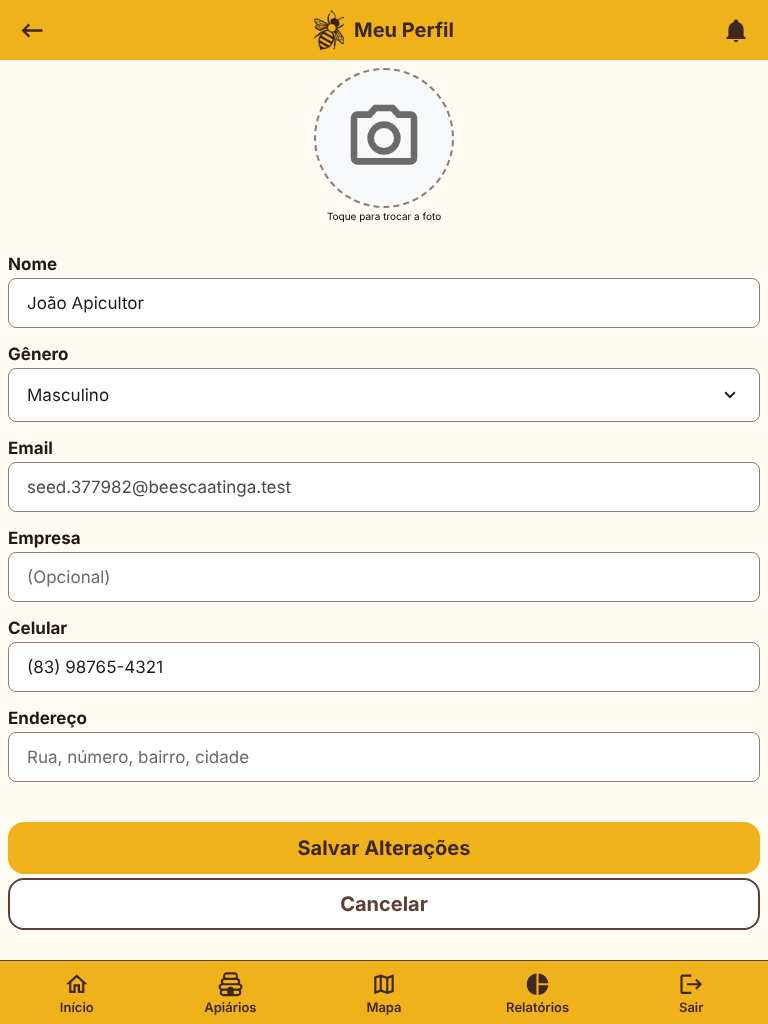 Meu Perfil
Toque para trocar a foto
Nome
João Apicultor
Gênero
Masculino
Email
seed.377982@beescaatinga.test
Empresa
(Opcional)
Celular
(83) 98765-4321
Endereço
Rua, número, bairro, cidade
Salvar Alterações
Cancelar
Início
Apiários
Mapa
Relatórios
Sair